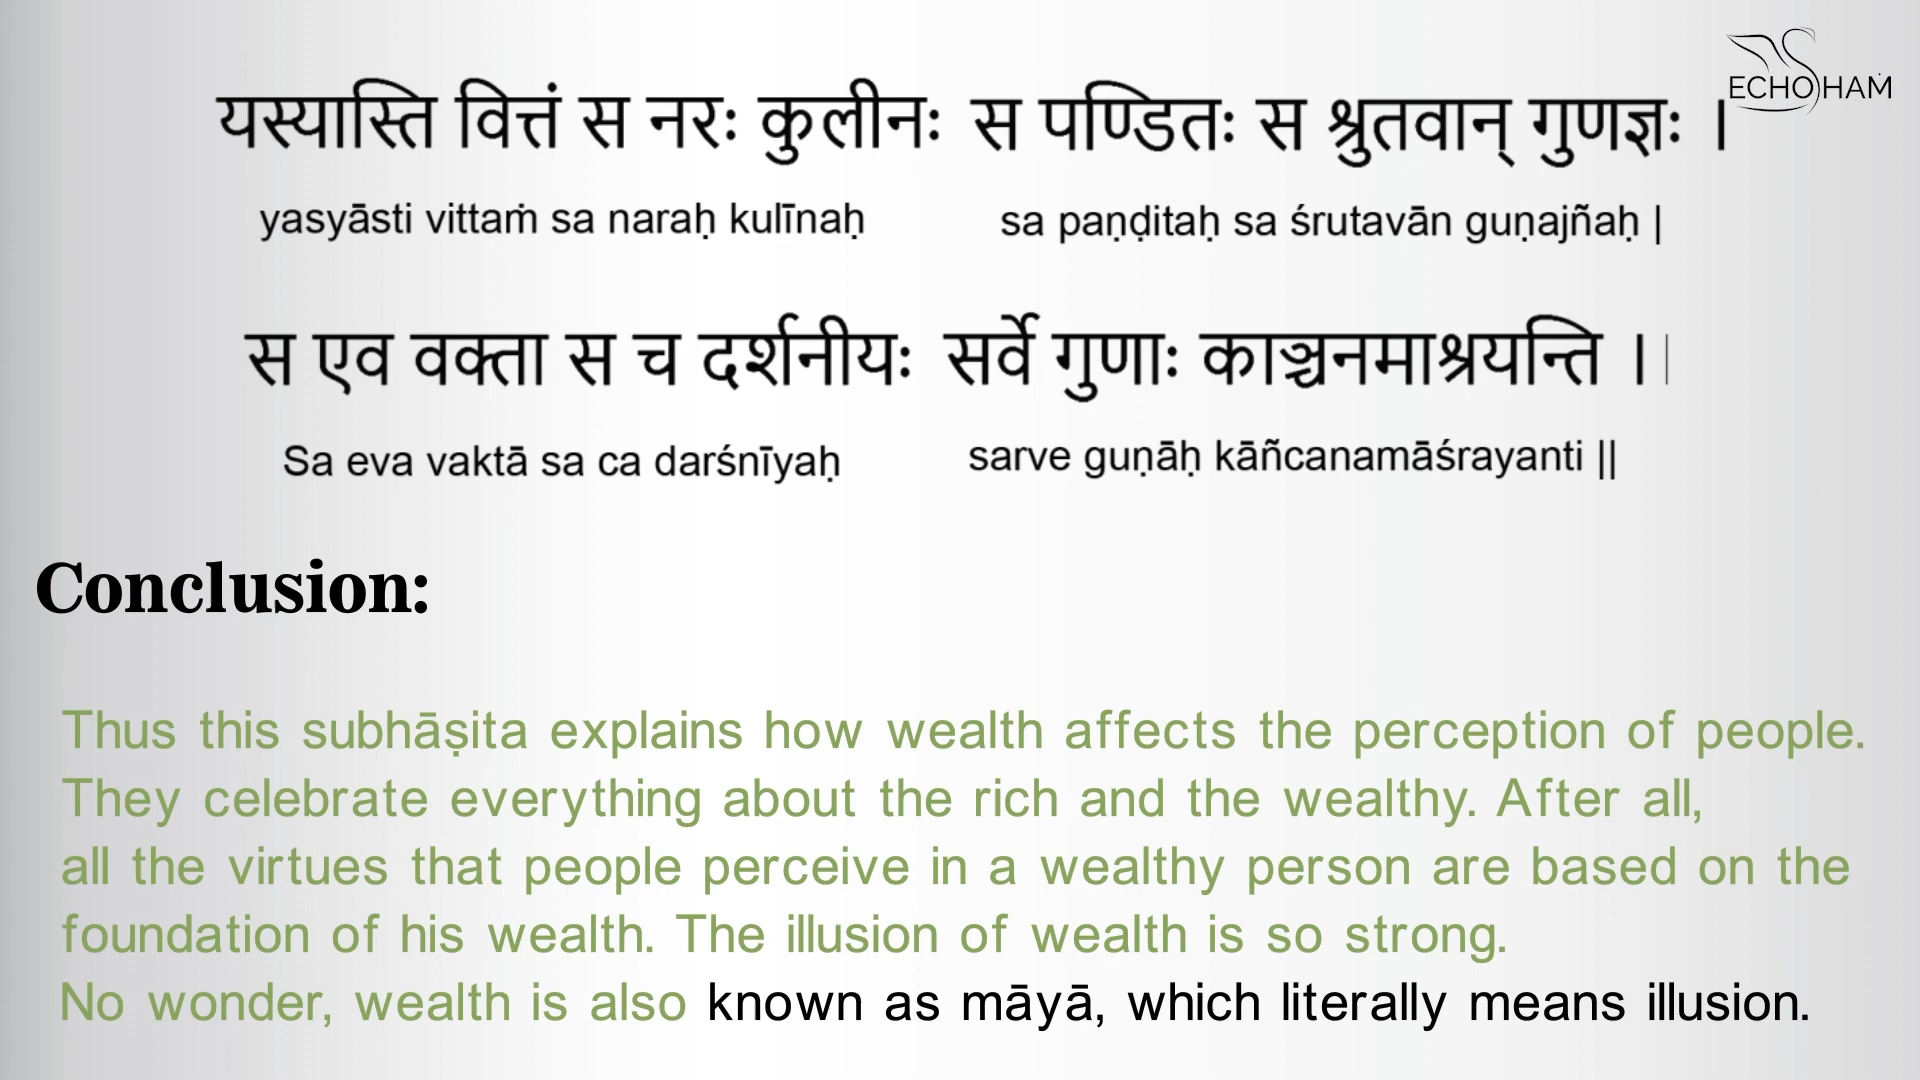 ECHOHAṀ
यस्यास्ति वित्तं स नरः कुलीनः स पण्डितः स श्रुतवान् गुणज्ञः ।
yasyāsti vittaṁ sa naraḥ kulīnaḥ sa paṇḍitaḥ sa śrutavān guṇajñaḥ |
स एव वक्ता स च दर्शनीयः सर्वे गुणाः काञ्चनमाश्रयन्ति ।।
Sa eva vaktā sa ca darśnīyaḥ sarve guṇāḥ kāñcanamāśrayanti ||
Conclusion:
Thus this subhāṣita explains how wealth affects the perception of people.
They celebrate everything about the rich and the wealthy. After all,
all the virtues that people perceive in a wealthy person are based on the
foundation of his wealth. The illusion of wealth is so strong.
No wonder, wealth is also known as māyā, which literally means illusion.